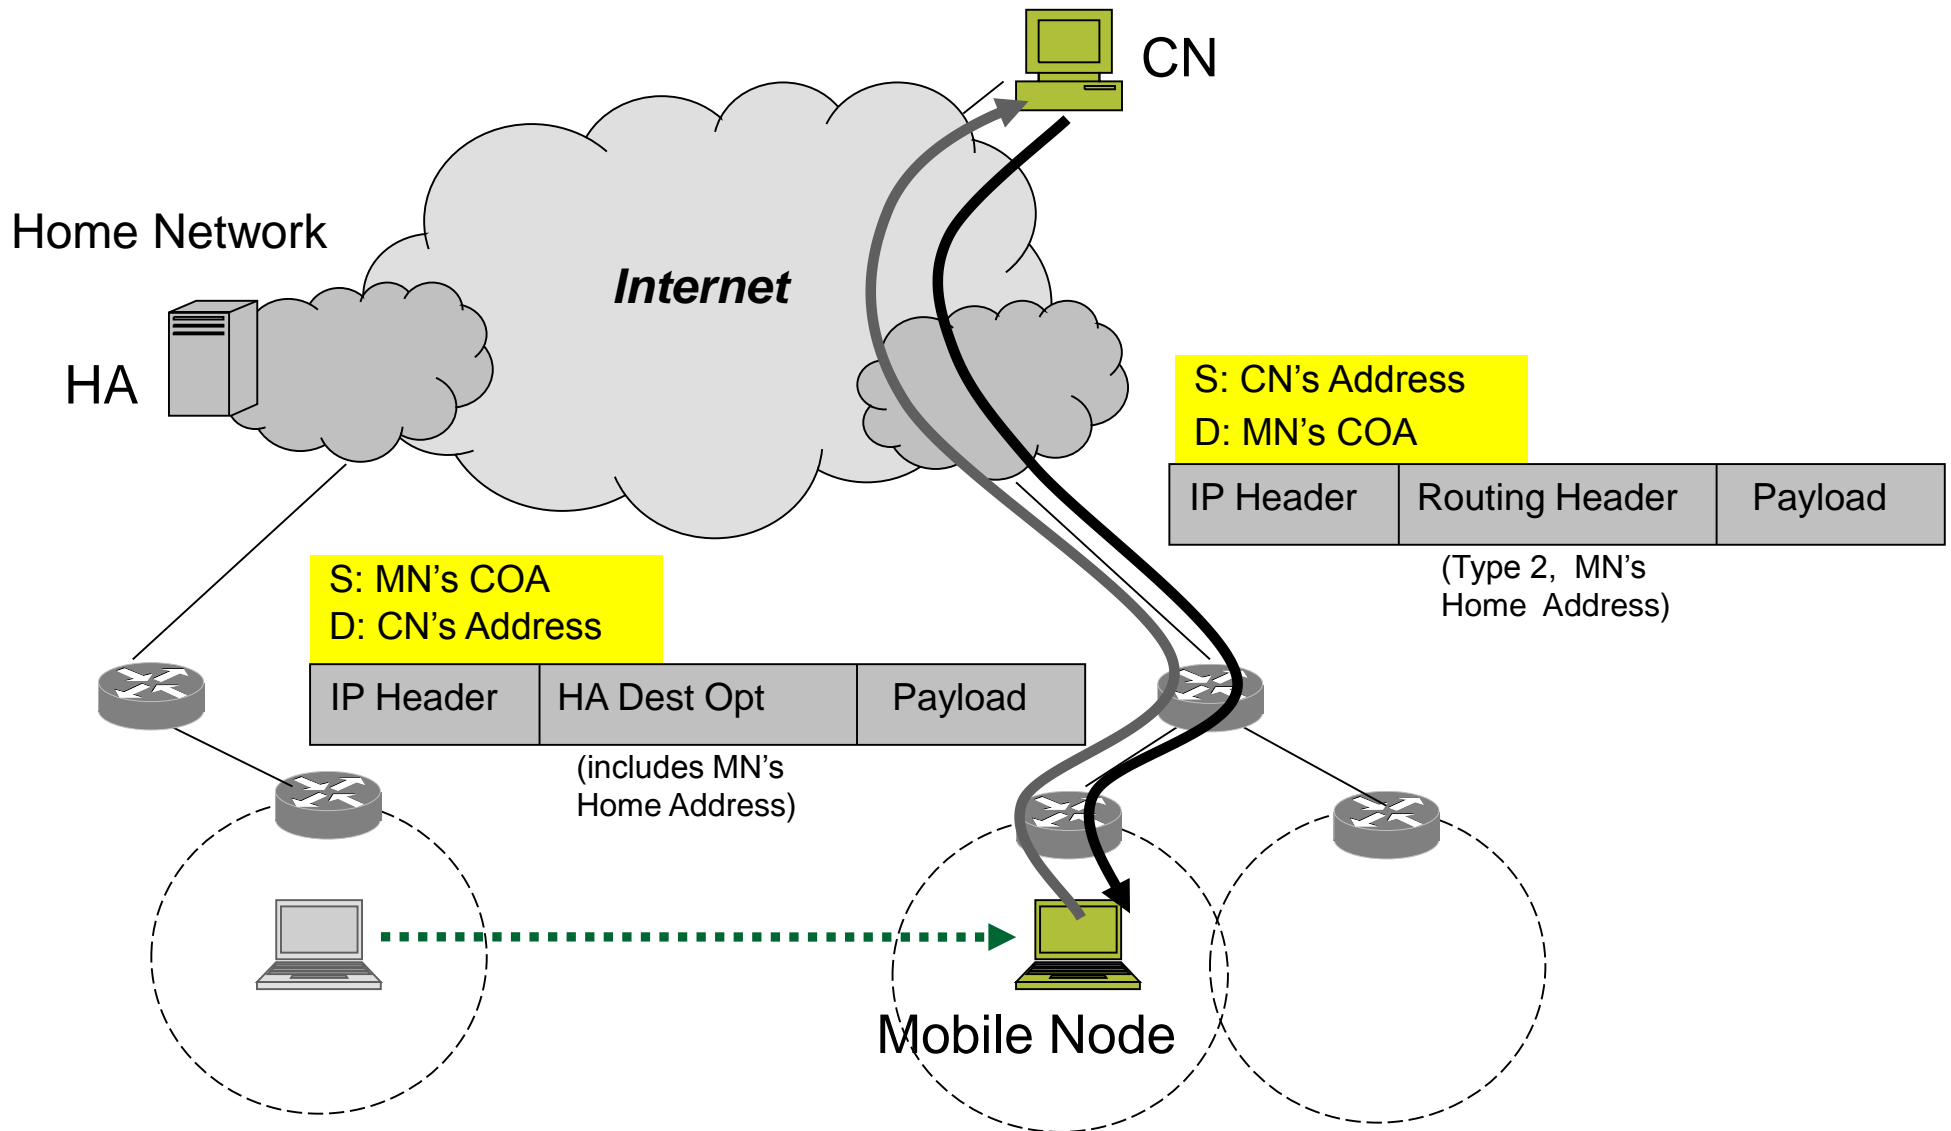 CN
Home Network
Internet
HA
S: CN's Address
D: MN's COA
IP Header Routing Header Payload
(Type 2, MN's
Home Address)
S: MN's COA
D: CN's Address
IP Header HA Dest Opt Payload
(includes MN's
Home Address)
Mobile Node